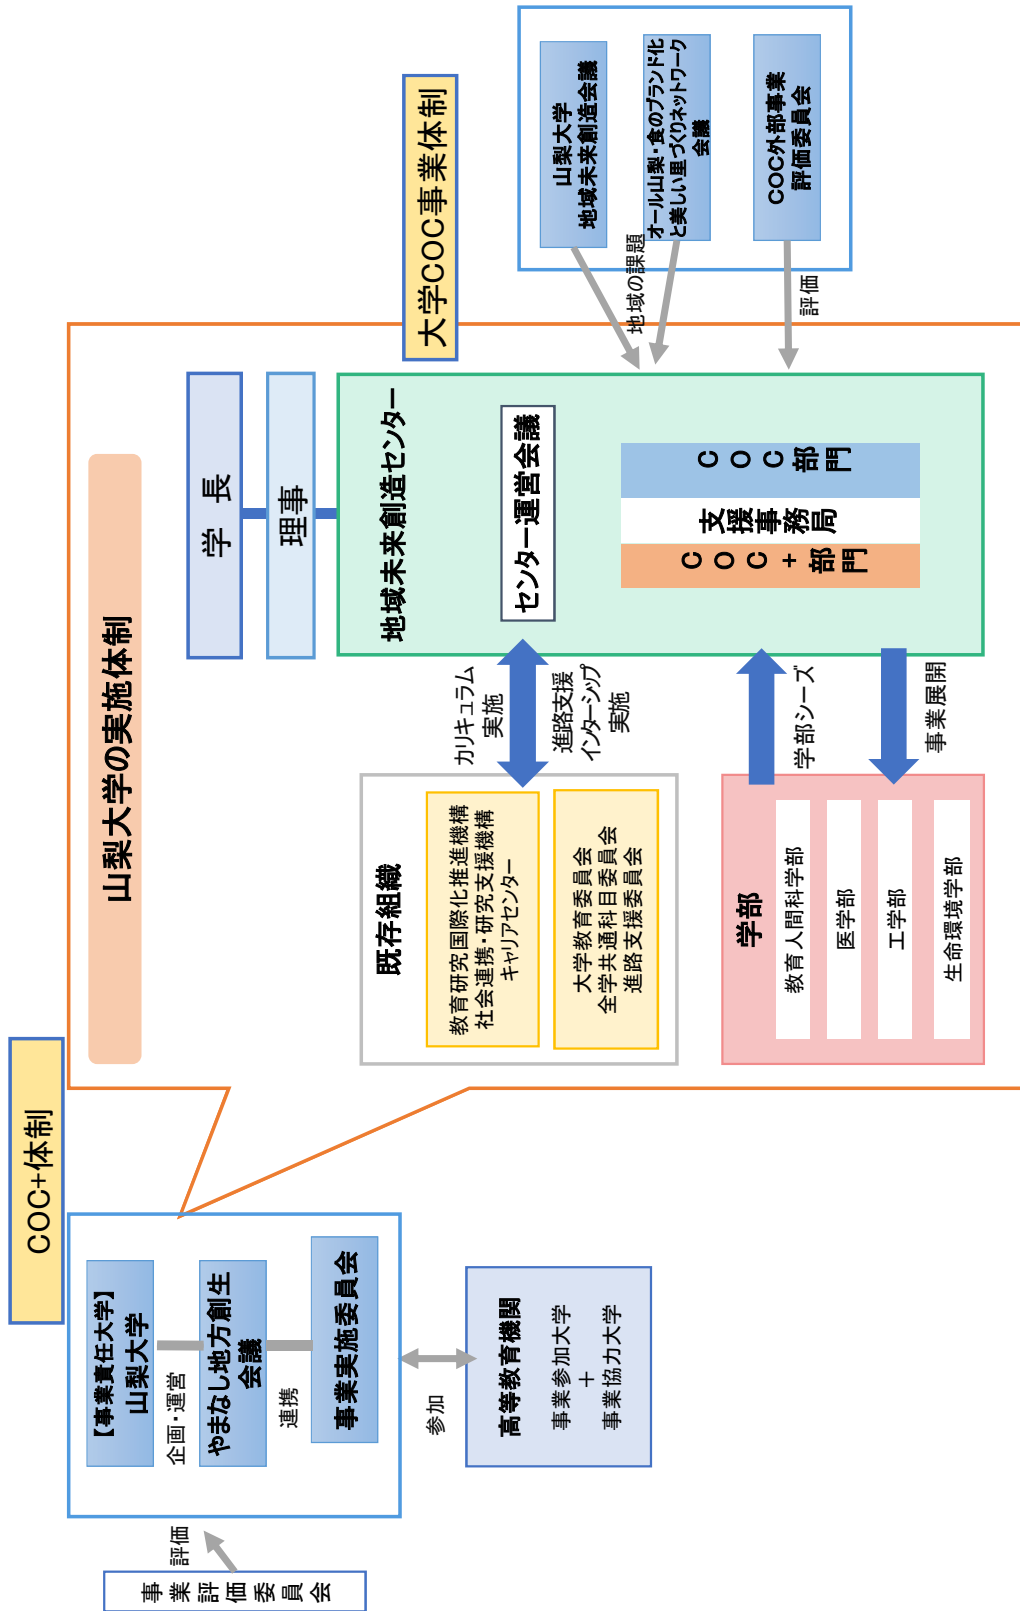 COC+体制
【事業責任大学】
山梨大学
企画・運営
やまなし地方創生
会議
連携
事業実施委員会
評価
事業評価委員会
参加
高等教育機関
事業参加大学
+
事業協力大学
山梨大学の実施体制
学 長
理事
地域未来創造センター
センター運営会議
COC部門
支援事務局
COC+部門
既存組織
教育研究国際化推進機構
社会連携・研究支援機構
キャリアセンター
大学教育委員会
全学共通科目委員会
進路支援委員会
カリキュラム
実施
進路支援
インターシップ
実施
学部
教育人間科学部
医学部
工学部
生命環境学部
学部シーズ
事業展開
大学COC事業体制
山梨大学
地域未来創造会議
オール山梨・食のブランド化
と美しい里づくりネットワーク
会議
COC外部事業
評価委員会
地域の課題
評価